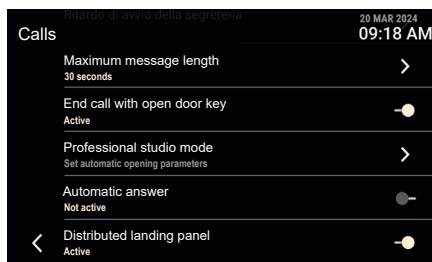 Ritardo di avvio della segreteria
20 MAR 2024
Calls
09:18 AM
Maximum message length
30 seconds
End call with open door key
Active
Professional studio mode
Set automatic opening parameters
Automatic answer
Not active
Distributed landing panel
Active